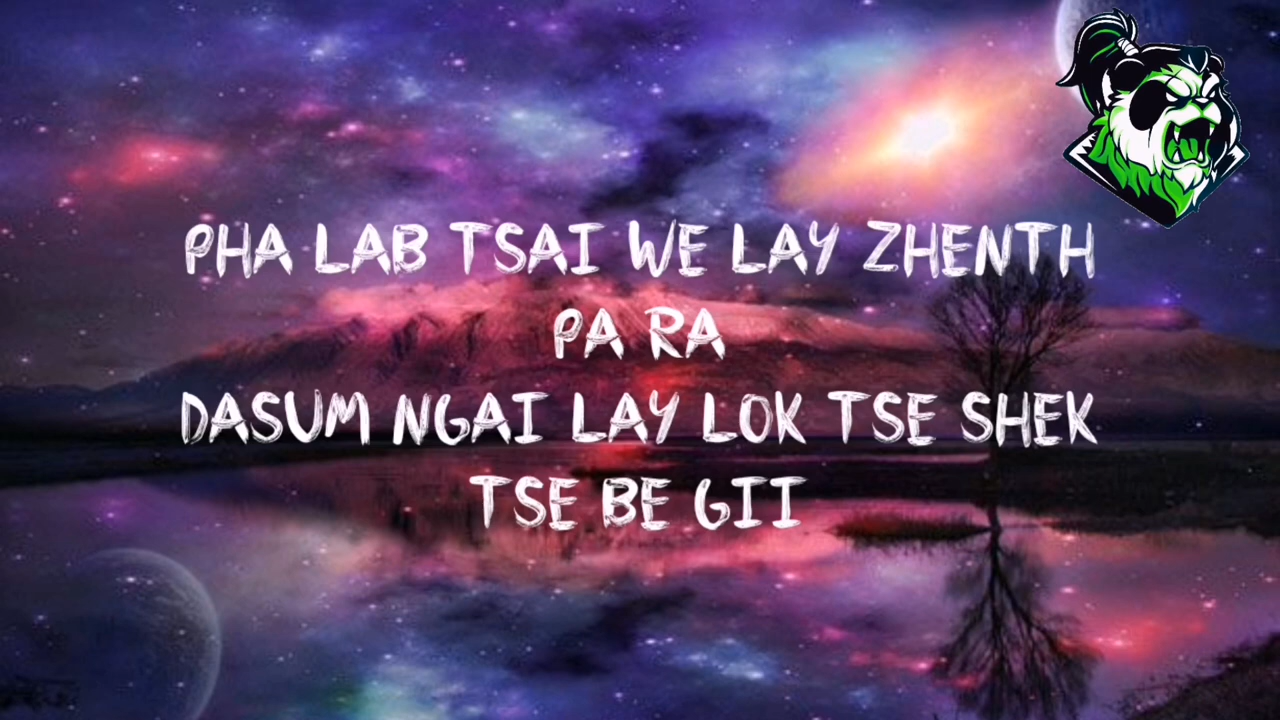 PHA LAB TSAI WE LAY ZHENTH
PA RA
DASUM NGAI LAY LOK TSE SHEK
TSE BE GII